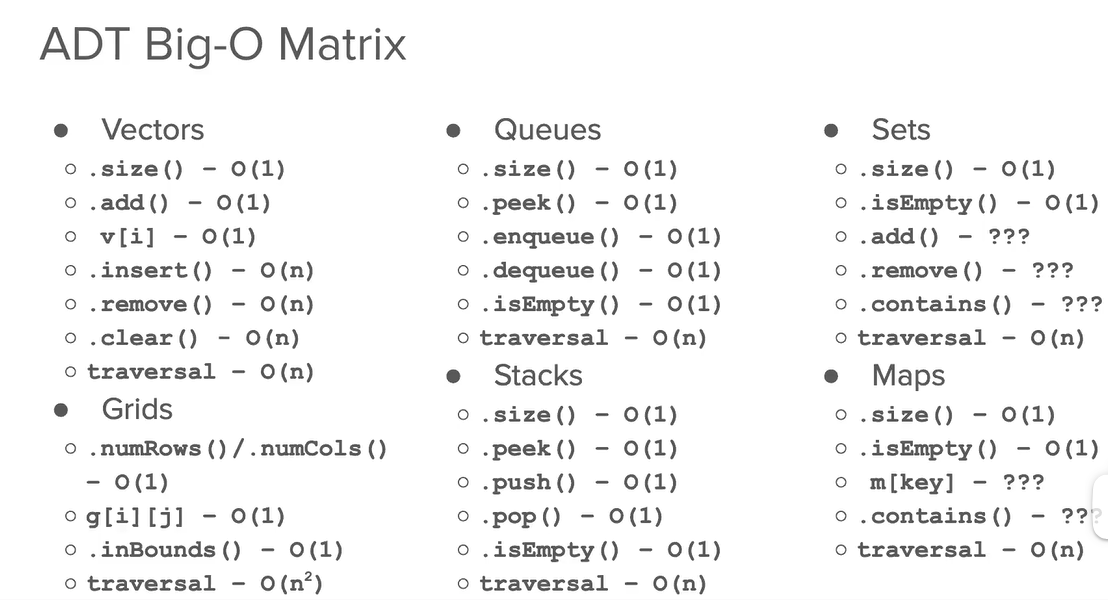 ADT Big-O Matrix
● Vectors
○ .size() – O(1)
○ .add() – O(1)
○ v[i] – O(1)
○ .insert() – O(n)
○ .remove() – O(n)
○ .clear() - O(n)
○ traversal – O(n)
● Grids
○ .numRows()/.numCols()
– O(1)
○ g[i][j] – O(1)
○ .inBounds() – O(1)
○ traversal – O(n²)
● Queues
○ .size() – O(1)
○ .peek() – O(1)
○ .enqueue() – O(1)
○ .dequeue() – O(1)
○ .isEmpty() – O(1)
○ traversal – O(n)
● Stacks
○ .size() – O(1)
○ .peek() – O(1)
○ .push() – O(1)
○ .pop() – O(1)
○ .isEmpty() – O(1)
○ traversal – O(n)
● Sets
○ .size() – O(1)
○ .isEmpty() – O(1)
○ .add() – ???
○ .remove() – ???
○ .contains() – ???
○ traversal – O(n)
● Maps
○ .size() – O(1)
○ .isEmpty() – O(1)
○ m[key] – ???
○ .contains() – ???
○ traversal – O(n)